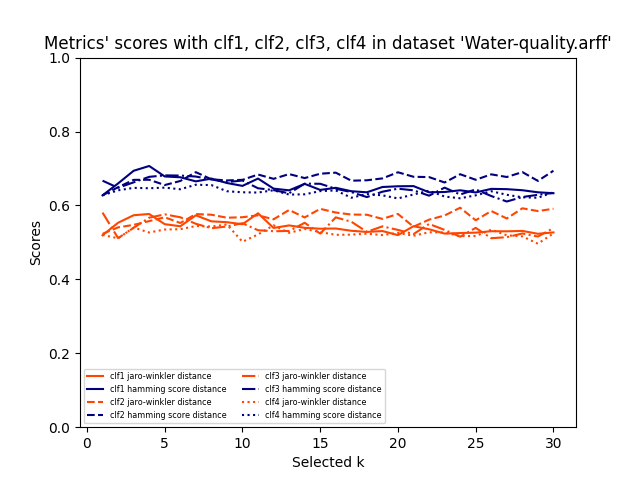 Metrics' scores with clf1, clf2, clf3, clf4 in dataset 'Water-quality.arff'
1.0
0.8
0.6
0.4
0.2
0.0
Scores
clf1 jaro-winkler distance
clf1 hamming score distance
clf2 jaro-winkler distance
clf2 hamming score distance
clf3 jaro-winkler distance
clf3 hamming score distance
clf4 jaro-winkler distance
clf4 hamming score distance
0 5 10 15 20 25 30
Selected k